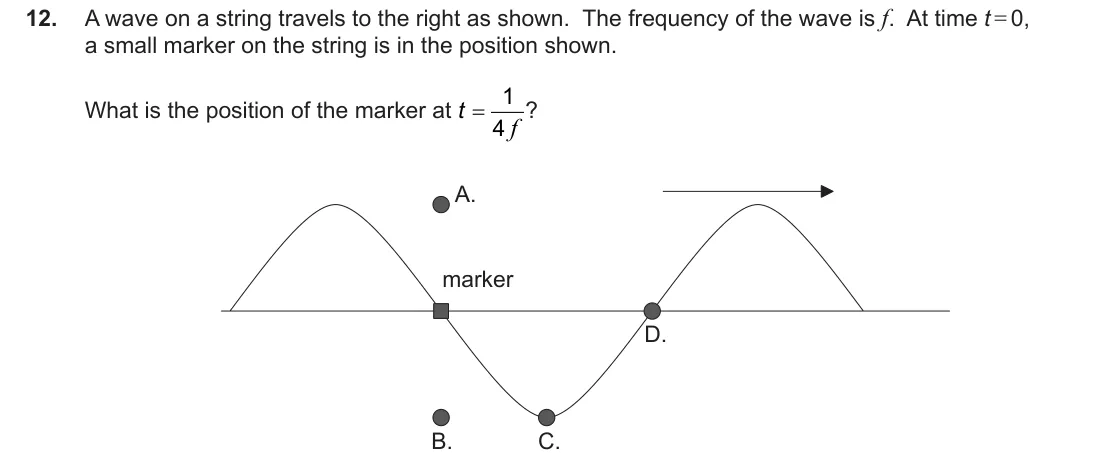 12. A wave on a string travels to the right as shown. The frequency of the wave is f. At time t=0,
a small marker on the string is in the position shown.
What is the position of the marker at t = 1/4f?
A.
marker
D.
B.
C.